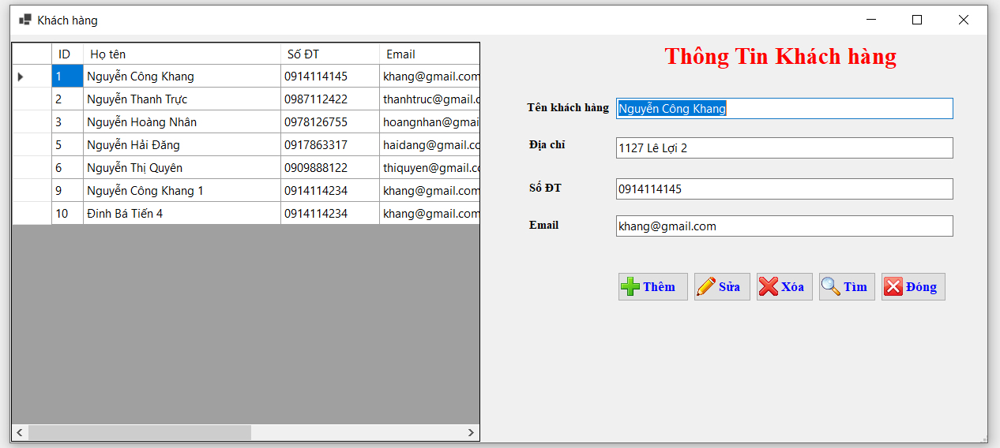 Khách hàng
ID Họ tên Số ĐT Email
1 Nguyễn Công Khang 0914114145 khang@gmail.com
2 Nguyễn Thanh Trực 0987112422 thanhtruc@gmail.c
3 Nguyễn Hoàng Nhân 0978126755 hoangnhan@gmai
5 Nguyễn Hải Đăng 0917863317 haidang@gmail.co
6 Nguyễn Thị Quyên 0909888122 thiquyen@gmail.co
9 Nguyễn Công Khang 1 0914114234 khang@gmail.com
10 Đinh Bá Tiến 4 0914114234 khang@gmail.com
Thông Tin Khách hàng
Tên khách hàng Nguyễn Công Khang
Địa chỉ 1127 Lê Lợi 2
Số ĐT 0914114145
Email khang@gmail.com
Thêm Sửa Xóa Tìm Đóng